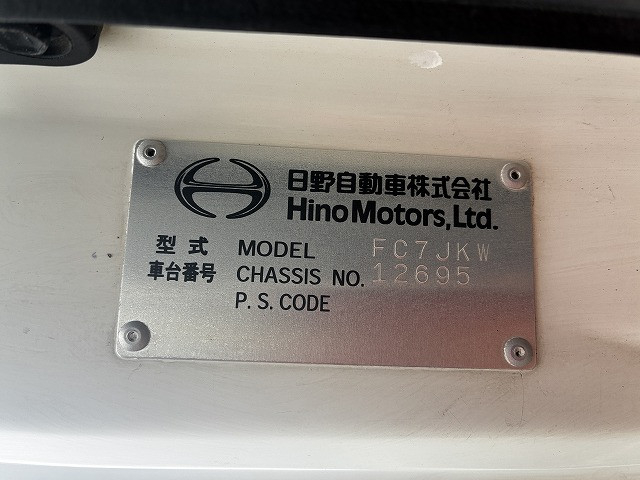 日野自動車株式会社
Hino Motors, Ltd.
型式 MODEL FC7JKW
車台番号 CHASSIS NO. 12695
P. S. CODE